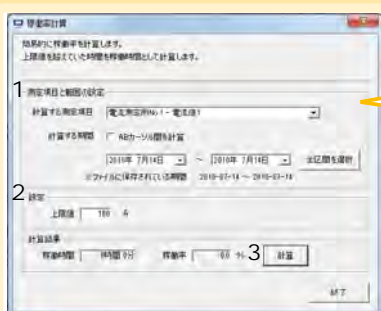 稼働率計算
簡易的に稼働率を計算します。
上限値を超えていた時間を稼働時間として計算します。
1 測定項目と範囲の設定
計算する測定項目 電流測定所No.1 - 電流値1
計算する期間 ABカーソル間を計算
2010年 7月14日 ～ 2010年 7月14日 全区間を選択
※ファイルに保存されている期間 2010-07-14 ～ 2010-07-14
2 設定
上限値 100 A
計算結果
稼働時間 0時間 0分 稼働率 0.0 % 3 計算
終了